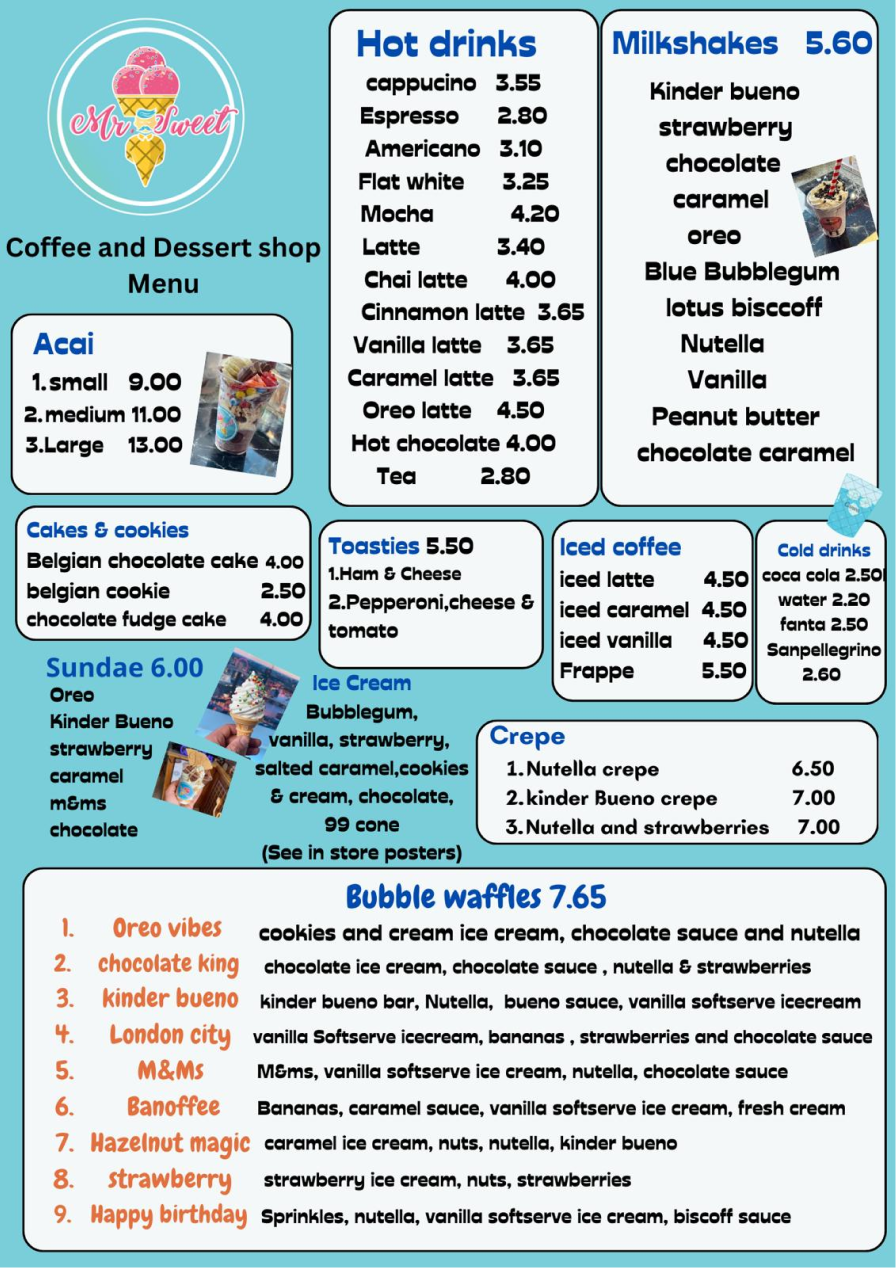 Mr Sweet
Coffee and Dessert shop
Menu
Acai
1.small 9.00
2.medium 11.00
3.Large 13.00
Hot drinks
cappucino 3.55
Espresso 2.80
Americano 3.10
Flat white 3.25
Mocha 4.20
Latte 3.40
Chai latte 4.00
Cinnamon latte 3.65
Vanilla latte 3.65
Caramel latte 3.65
Oreo latte 4.50
Hot chocolate 4.00
Tea 2.80
Milkshakes 5.60
Kinder bueno
strawberry
chocolate
caramel
oreo
Blue Bubblegum
lotus bisccoff
Nutella
Vanilla
Peanut butter
chocolate caramel
Cakes & cookies
Belgian chocolate cake 4.00
belgian cookie 2.50
chocolate fudge cake 4.00
Toasties 5.50
1.Ham & Cheese
2.Pepperoni,cheese &
tomato
Iced coffee
iced latte 4.50
iced caramel 4.50
iced vanilla 4.50
Frappe 5.50
Cold drinks
coca cola 2.50
water 2.20
fanta 2.50
Sanpellegrino
2.60
Sundae 6.00
Oreo
Kinder Bueno
strawberry
caramel
m&ms
chocolate
Ice Cream
Bubblegum,
vanilla, strawberry,
salted caramel,cookies
& cream, chocolate,
99 cone
(See in store posters)
Crepe
1.Nutella crepe 6.50
2.kinder Bueno crepe 7.00
3.Nutella and strawberries 7.00
Bubble waffles 7.65
1. Oreo vibes cookies and cream ice cream, chocolate sauce and nutella
2. chocolate king chocolate ice cream, chocolate sauce , nutella & strawberries
3. kinder bueno kinder bueno bar, Nutella, bueno sauce, vanilla softserve icecream
4. London city vanilla Softserve icecream, bananas , strawberries and chocolate sauce
5. M&Ms M&ms, vanilla softserve ice cream, nutella, chocolate sauce
6. Banoffee Bananas, caramel sauce, vanilla softserve ice cream, fresh cream
7. Hazelnut magic caramel ice cream, nuts, nutella, kinder bueno
8. strawberry strawberry ice cream, nuts, strawberries
9. Happy birthday Sprinkles, nutella, vanilla softserve ice cream, biscoff sauce